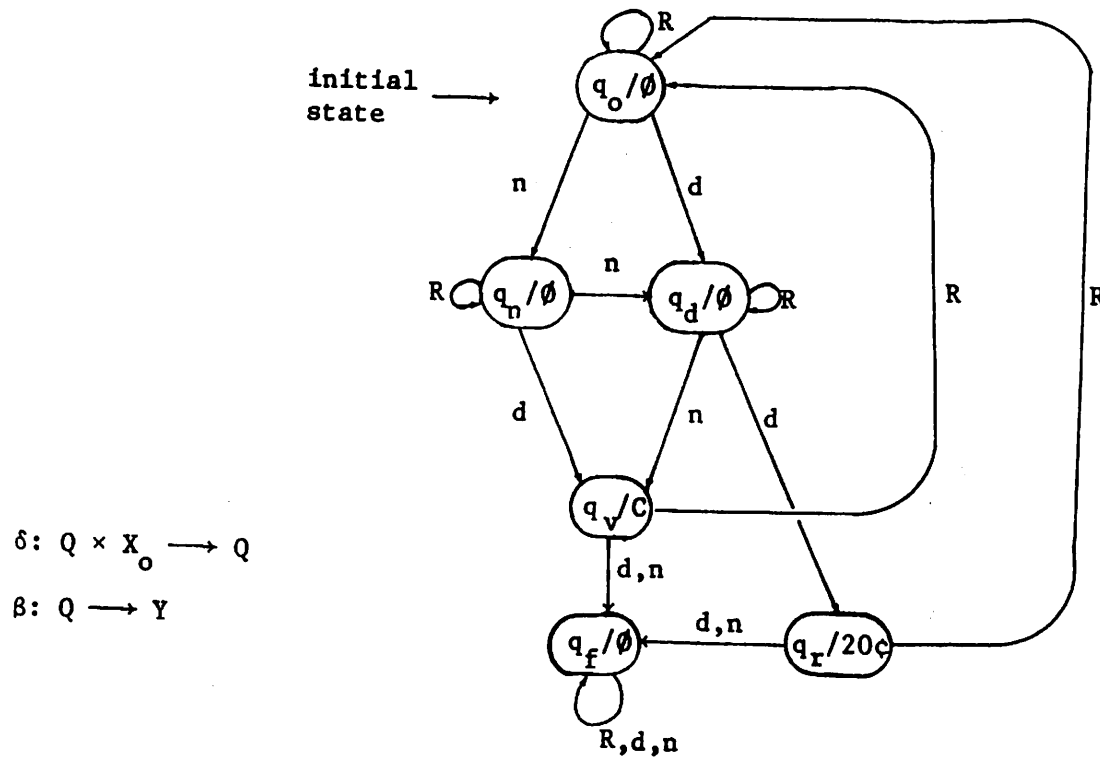 R
initial
state
q_o/Ø
n
d
R
q_n/Ø
n
q_d/Ø
R
R
R
d
n
d
q_v/C
δ: Q × X_o ⟶ Q
d,n
β: Q ⟶ Y
q_f/Ø
d,n
q_r/20¢
R,d,n